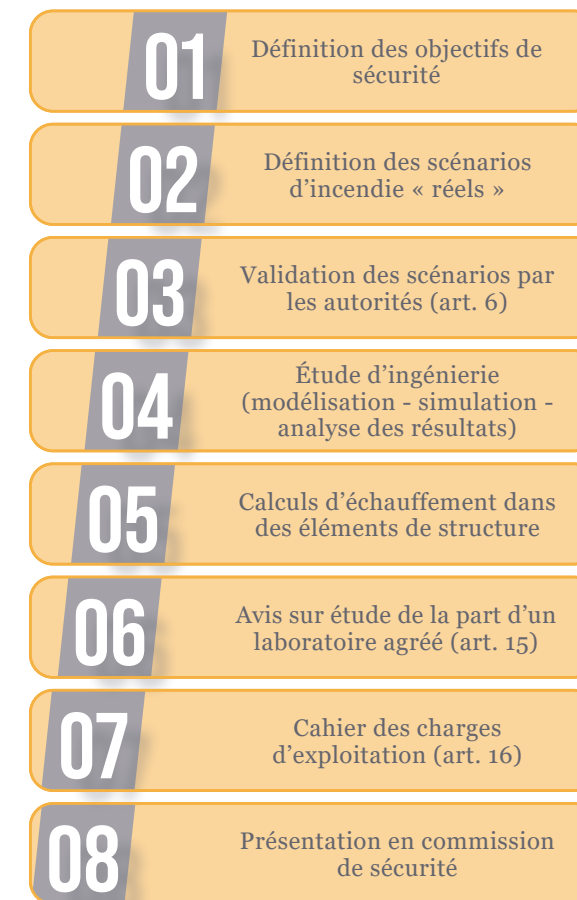 01
Définition des objectifs de
sécurité
02
Définition des scénarios
d’incendie « réels »
03
Validation des scénarios par
les autorités (art. 6)
04
Étude d’ingénierie
(modélisation - simulation -
analyse des résultats)
05
Calculs d’échauffement dans
des éléments de structure
06
Avis sur étude de la part d’un
laboratoire agréé (art. 15)
07
Cahier des charges
d’exploitation (art. 16)
08
Présentation en commission
de sécurité